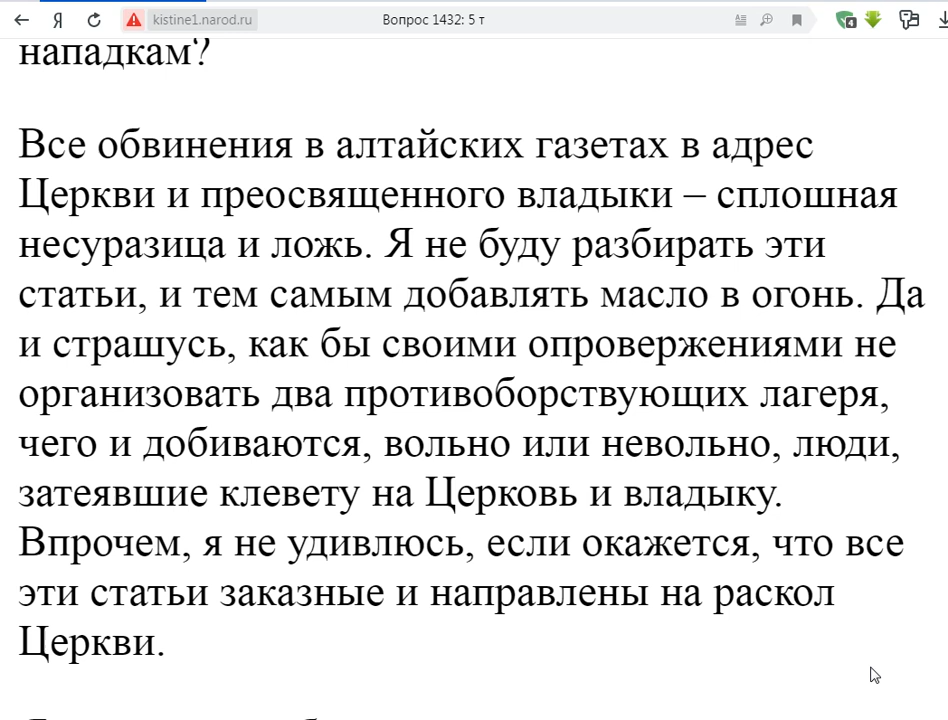 Я
kistine1.narod.ru
Вопрос 1432: 5 т
4
нападкам?
Все обвинения в алтайских газетах в адрес
Церкви и преосвященного владыки – сплошная
несуразица и ложь. Я не буду разбирать эти
статьи, и тем самым добавлять масло в огонь. Да
и страшусь, как бы своими опровержениями не
организовать два противоборствующих лагеря,
чего и добиваются, вольно или невольно, люди,
затеявшие клевету на Церковь и владыку.
Впрочем, я не удивлюсь, если окажется, что все
эти статьи заказные и направлены на раскол
Церкви.